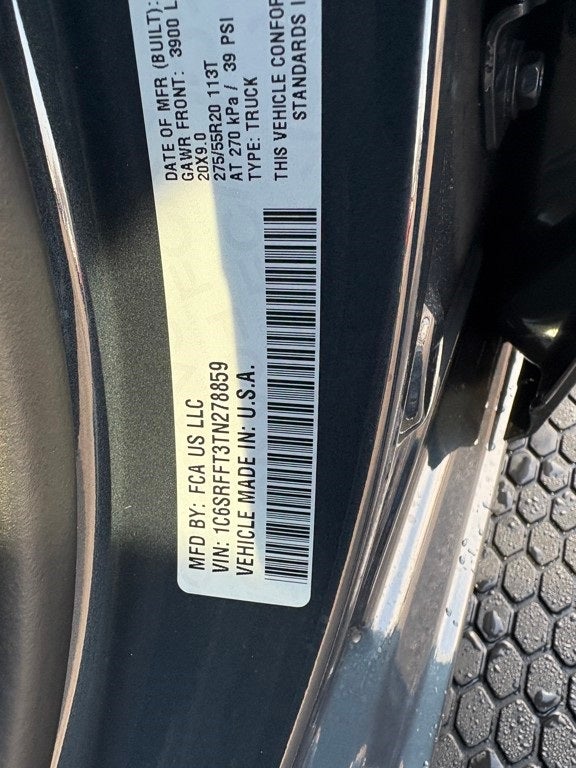 MFD BY: FCA US LLC
VIN: 1C6SRFFT3TN278859
VEHICLE MADE IN: U.S.A.
DATE OF MFR (BUILT):
GAWR FRONT: 3900 L
20X9.0
275/55R20 113T
AT 270 kPa / 39 PSI
TYPE: TRUCK
THIS VEHICLE CONFOR
STANDARDS I